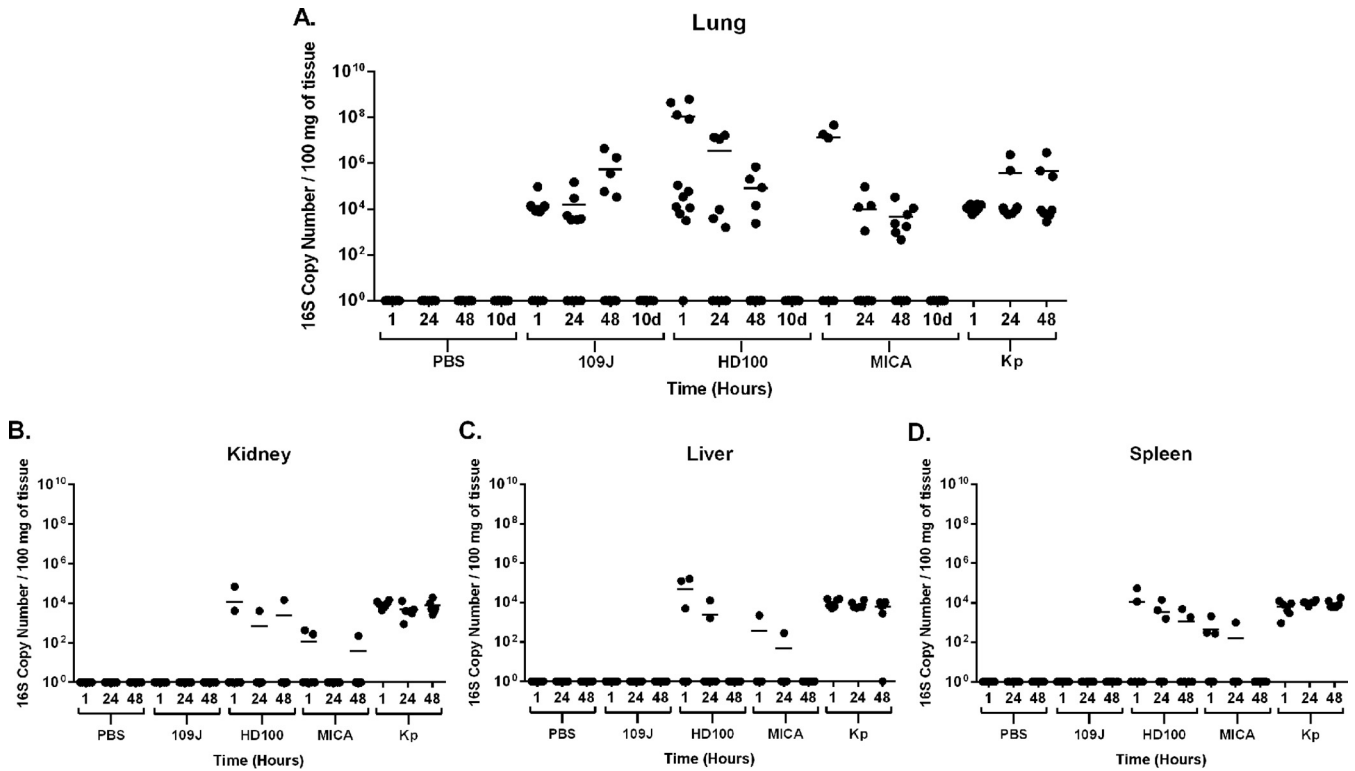 A.
Lung
16S Copy Number / 100 mg of tissue
10^10
10^8
10^6
10^4
10^2
10^0
1 24 48 10d 1 24 48 10d 1 24 48 10d 1 24 48 10d 1 24 48
PBS 109J HD100 MICA Kp
Time (Hours)
B.
Kidney
16S Copy Number / 100 mg of tissue
10^10
10^8
10^6
10^4
10^2
10^0
1 24 48 1 24 48 1 24 48 1 24 48 1 24 48
PBS 109J HD100 MICA Kp
Time (Hours)
C.
Liver
16S Copy Number / 100 mg of tissue
10^10
10^8
10^6
10^4
10^2
10^0
1 24 48 1 24 48 1 24 48 1 24 48 1 24 48
PBS 109J HD100 MICA Kp
Time (Hours)
D.
Spleen
16S Copy Number / 100 mg of tissue
10^10
10^8
10^6
10^4
10^2
10^0
1 24 48 1 24 48 1 24 48 1 24 48 1 24 48
PBS 109J HD100 MICA Kp
Time (Hours)